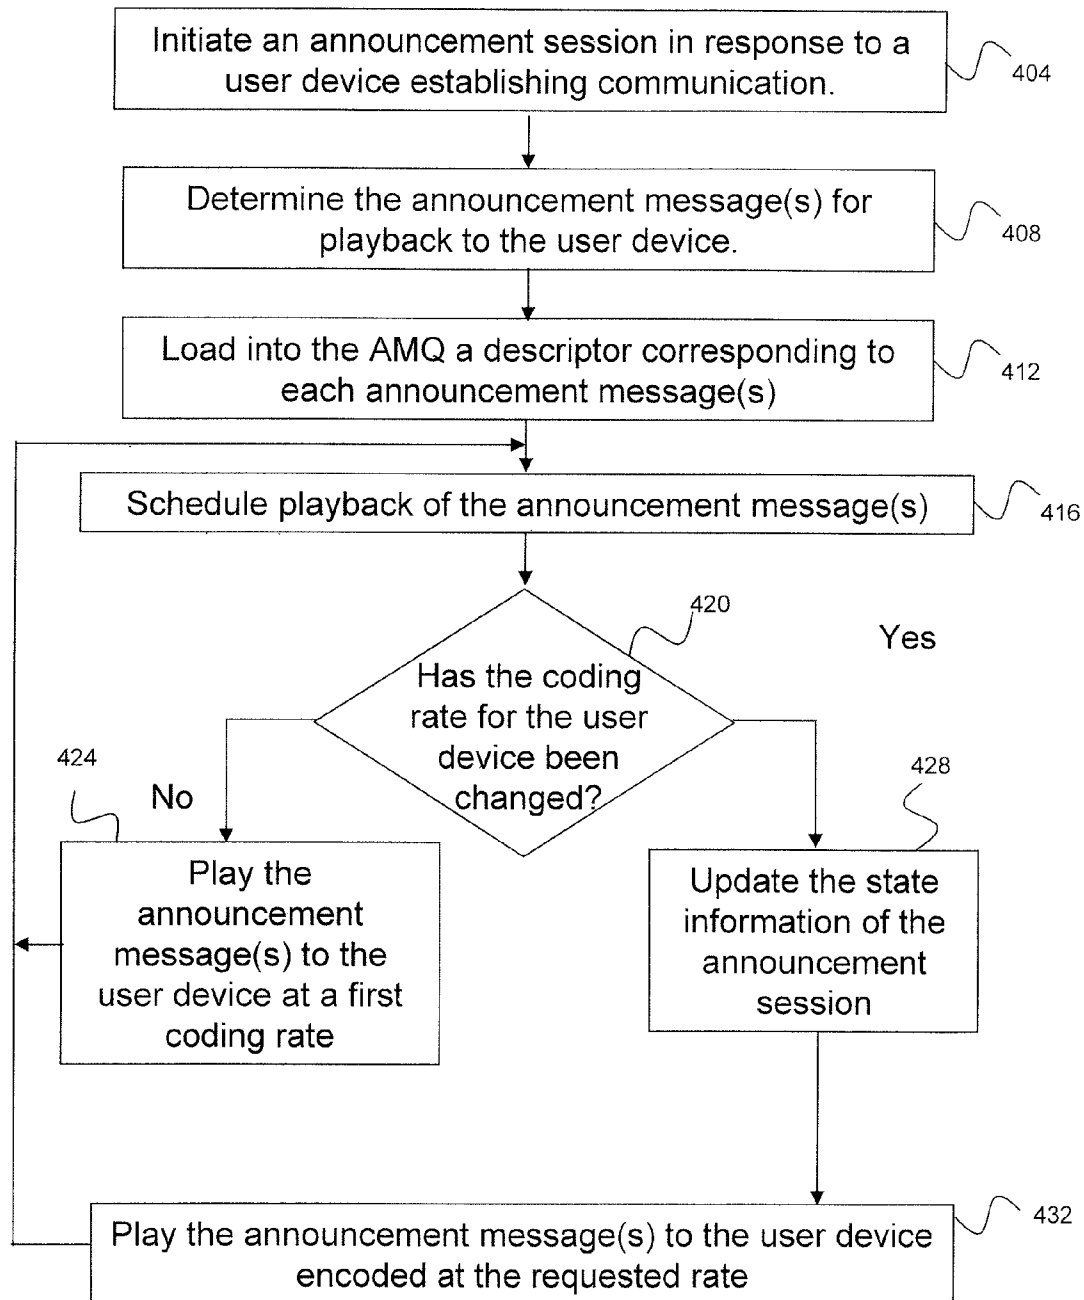 Initiate an announcement session in response to a
user device establishing communication.
404
Determine the announcement message(s) for
playback to the user device.
408
Load into the AMQ a descriptor corresponding to
each announcement message(s)
412
Schedule playback of the announcement message(s)
416
420
Yes
Has the coding
rate for the user
device been
changed?
424
No
428
Play the
announcement
message(s) to the
user device at a first
coding rate
Update the state
information of the
announcement
session
432
Play the announcement message(s) to the user device
encoded at the requested rate